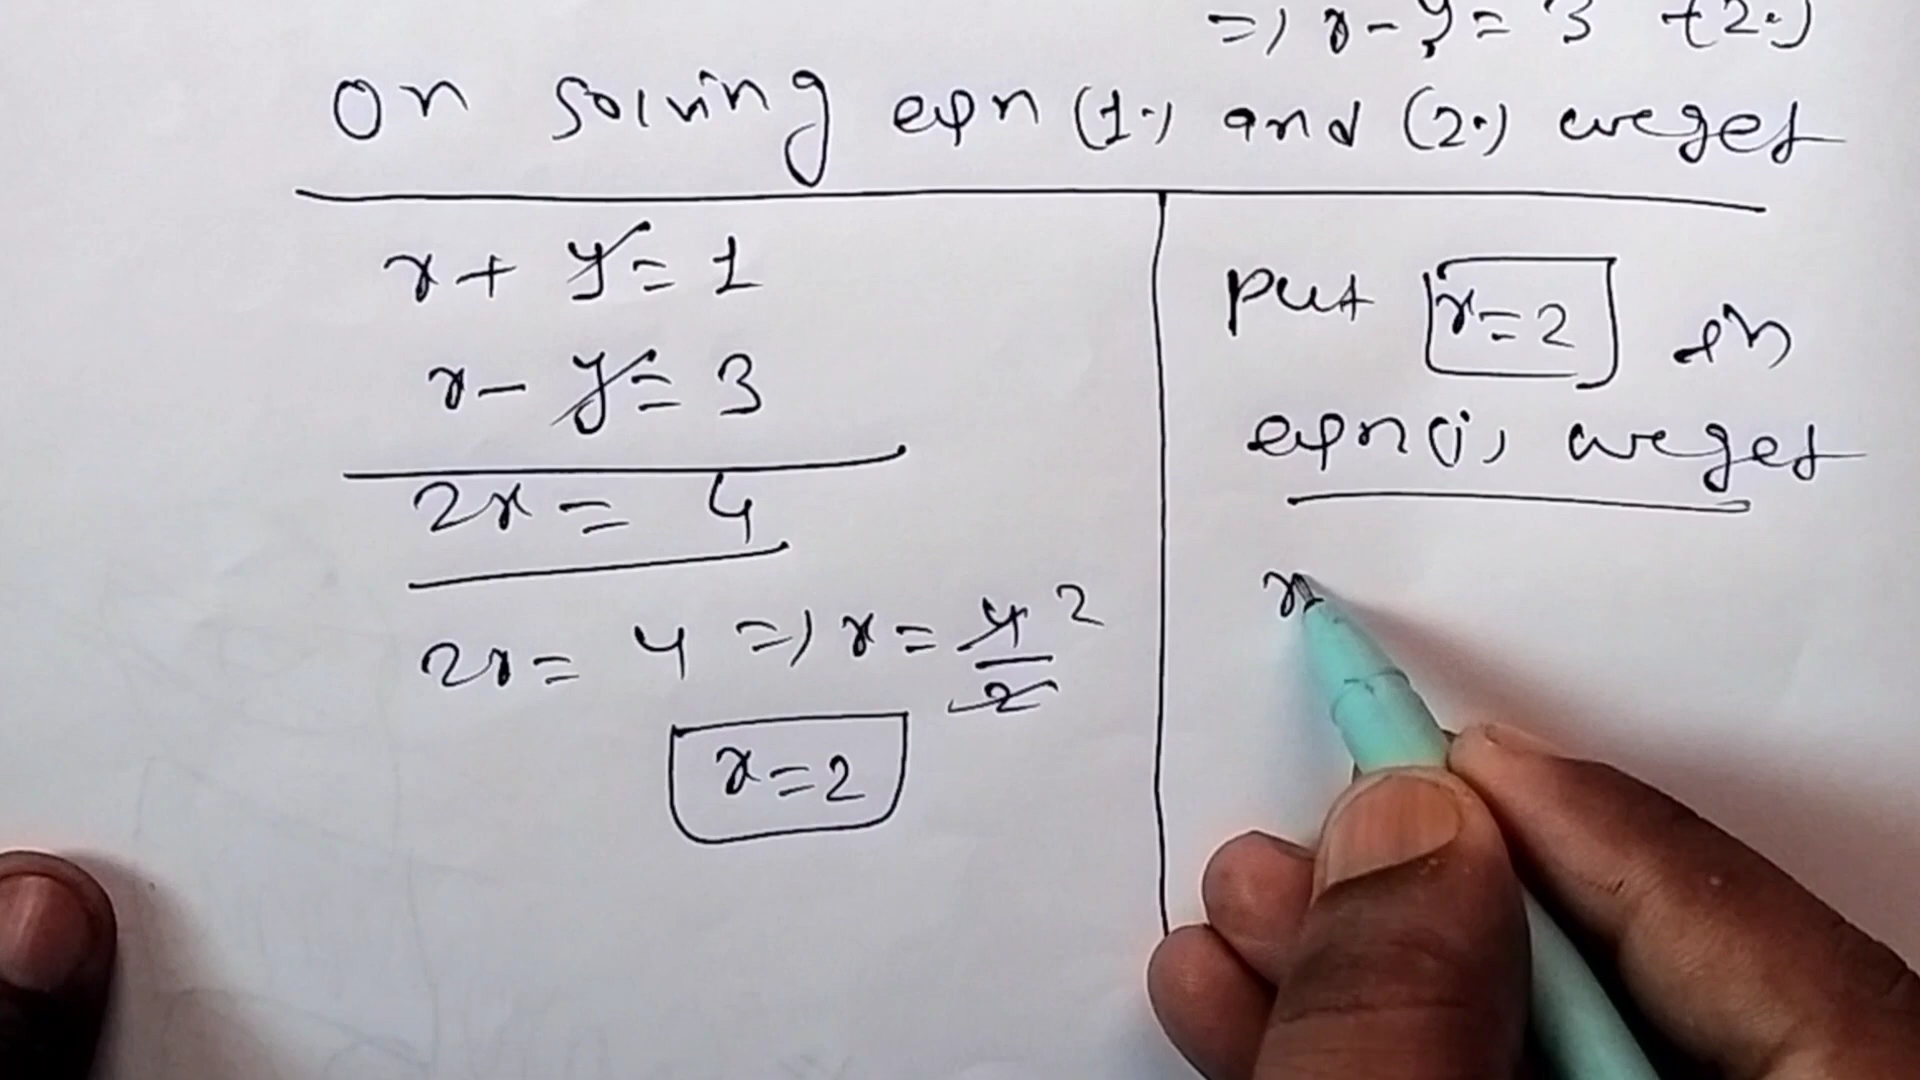 =) x - y = 3 -(2.)
On solving eqn (1.) and (2.) we get
x + y = 1
x - y = 3
2x = 4
2x = 4 =) x = 4/2 2
x = 2
put x = 2 in
eqn (i) we get
x